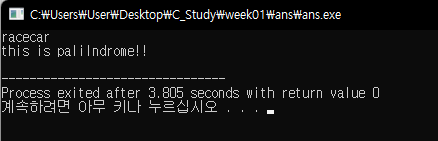 C:₩Users₩User₩Desktop₩C_Study₩week01₩ans₩ans.exe
racecar
this is palilndrome!!
--------------------------------
Process exited after 3.805 seconds with return value 0
계속하려면 아무 키나 누르십시오 . . .